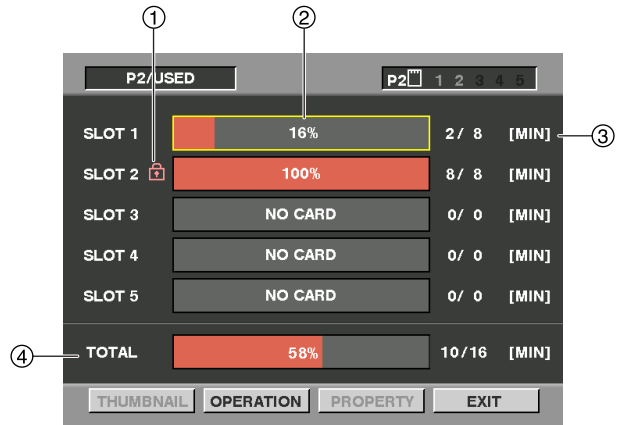 ① ②
P2/USED P2 1 2 3 4 5
SLOT 1 16% 2/ 8 [MIN] ③
SLOT 2 100% 8/ 8 [MIN]
SLOT 3 NO CARD 0/ 0 [MIN]
SLOT 4 NO CARD 0/ 0 [MIN]
SLOT 5 NO CARD 0/ 0 [MIN]
④ TOTAL 58% 10/16 [MIN]
THUMBNAIL OPERATION PROPERTY EXIT